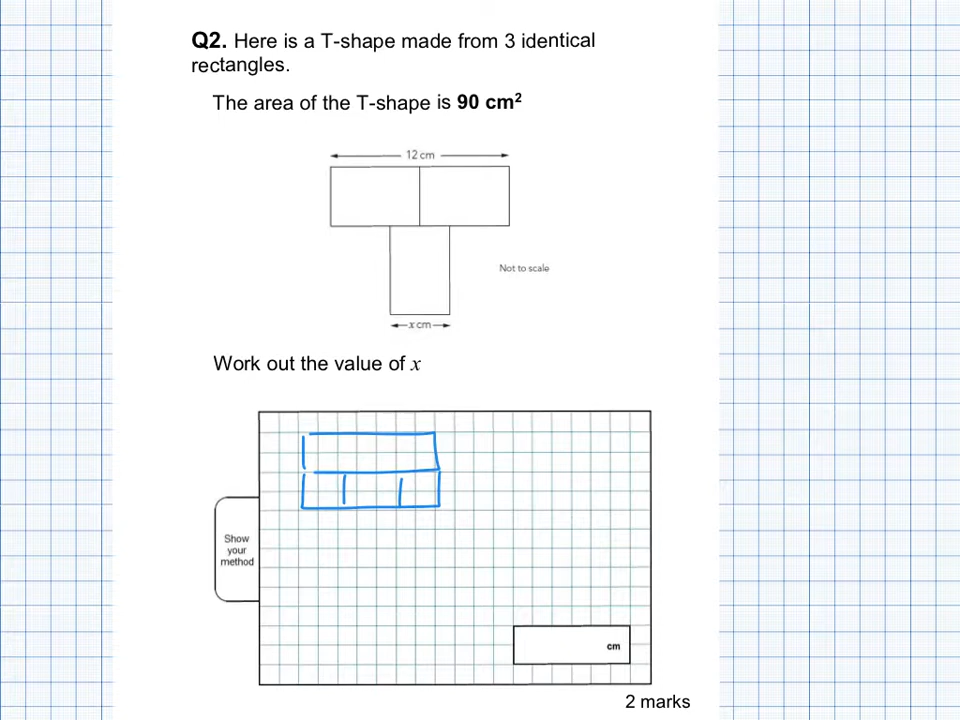 Q2. Here is a T-shape made from 3 identical
rectangles.
The area of the T-shape is 90 cm²
12 cm
Not to scale
x cm
Work out the value of x
Show
your
method
cm
2 marks